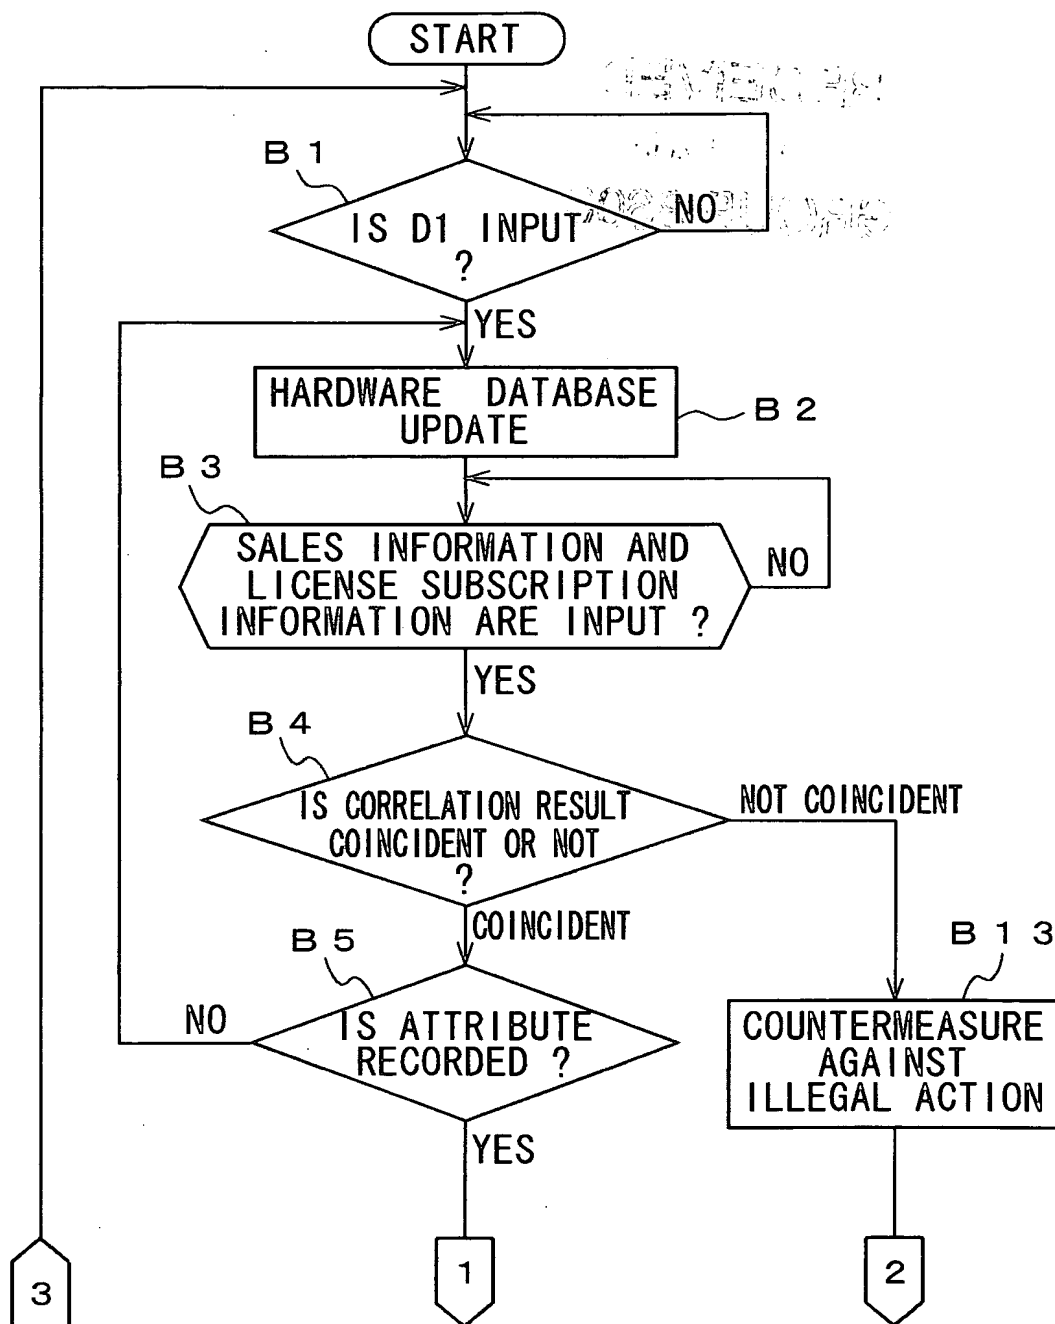 START
B 1
IS D1 INPUT
?
NO
YES
HARDWARE DATABASE
UPDATE
B 2
B 3
SALES INFORMATION AND
LICENSE SUBSCRIPTION
INFORMATION ARE INPUT ?
NO
YES
B 4
IS CORRELATION RESULT
COINCIDENT OR NOT
?
NOT COINCIDENT
COINCIDENT
B 5
IS ATTRIBUTE
RECORDED ?
NO
YES
B 1 3
COUNTERMEASURE
AGAINST
ILLEGAL ACTION
3
1
2